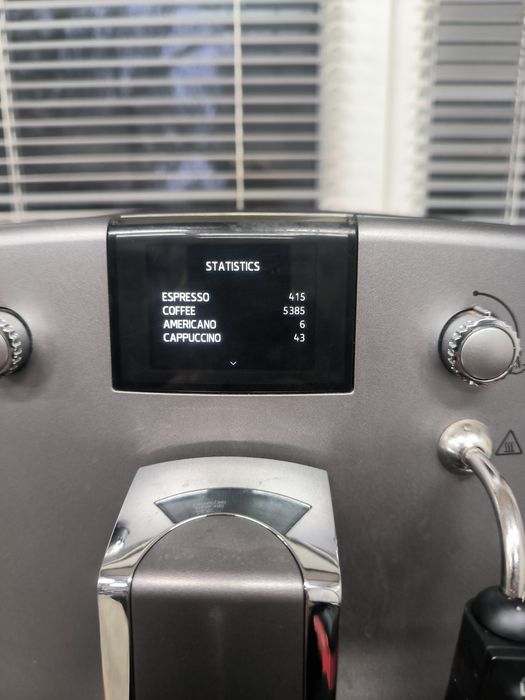 STATISTICS
ESPRESSO 415
COFFEE 5385
AMERICANO 6
CAPPUCCINO 43